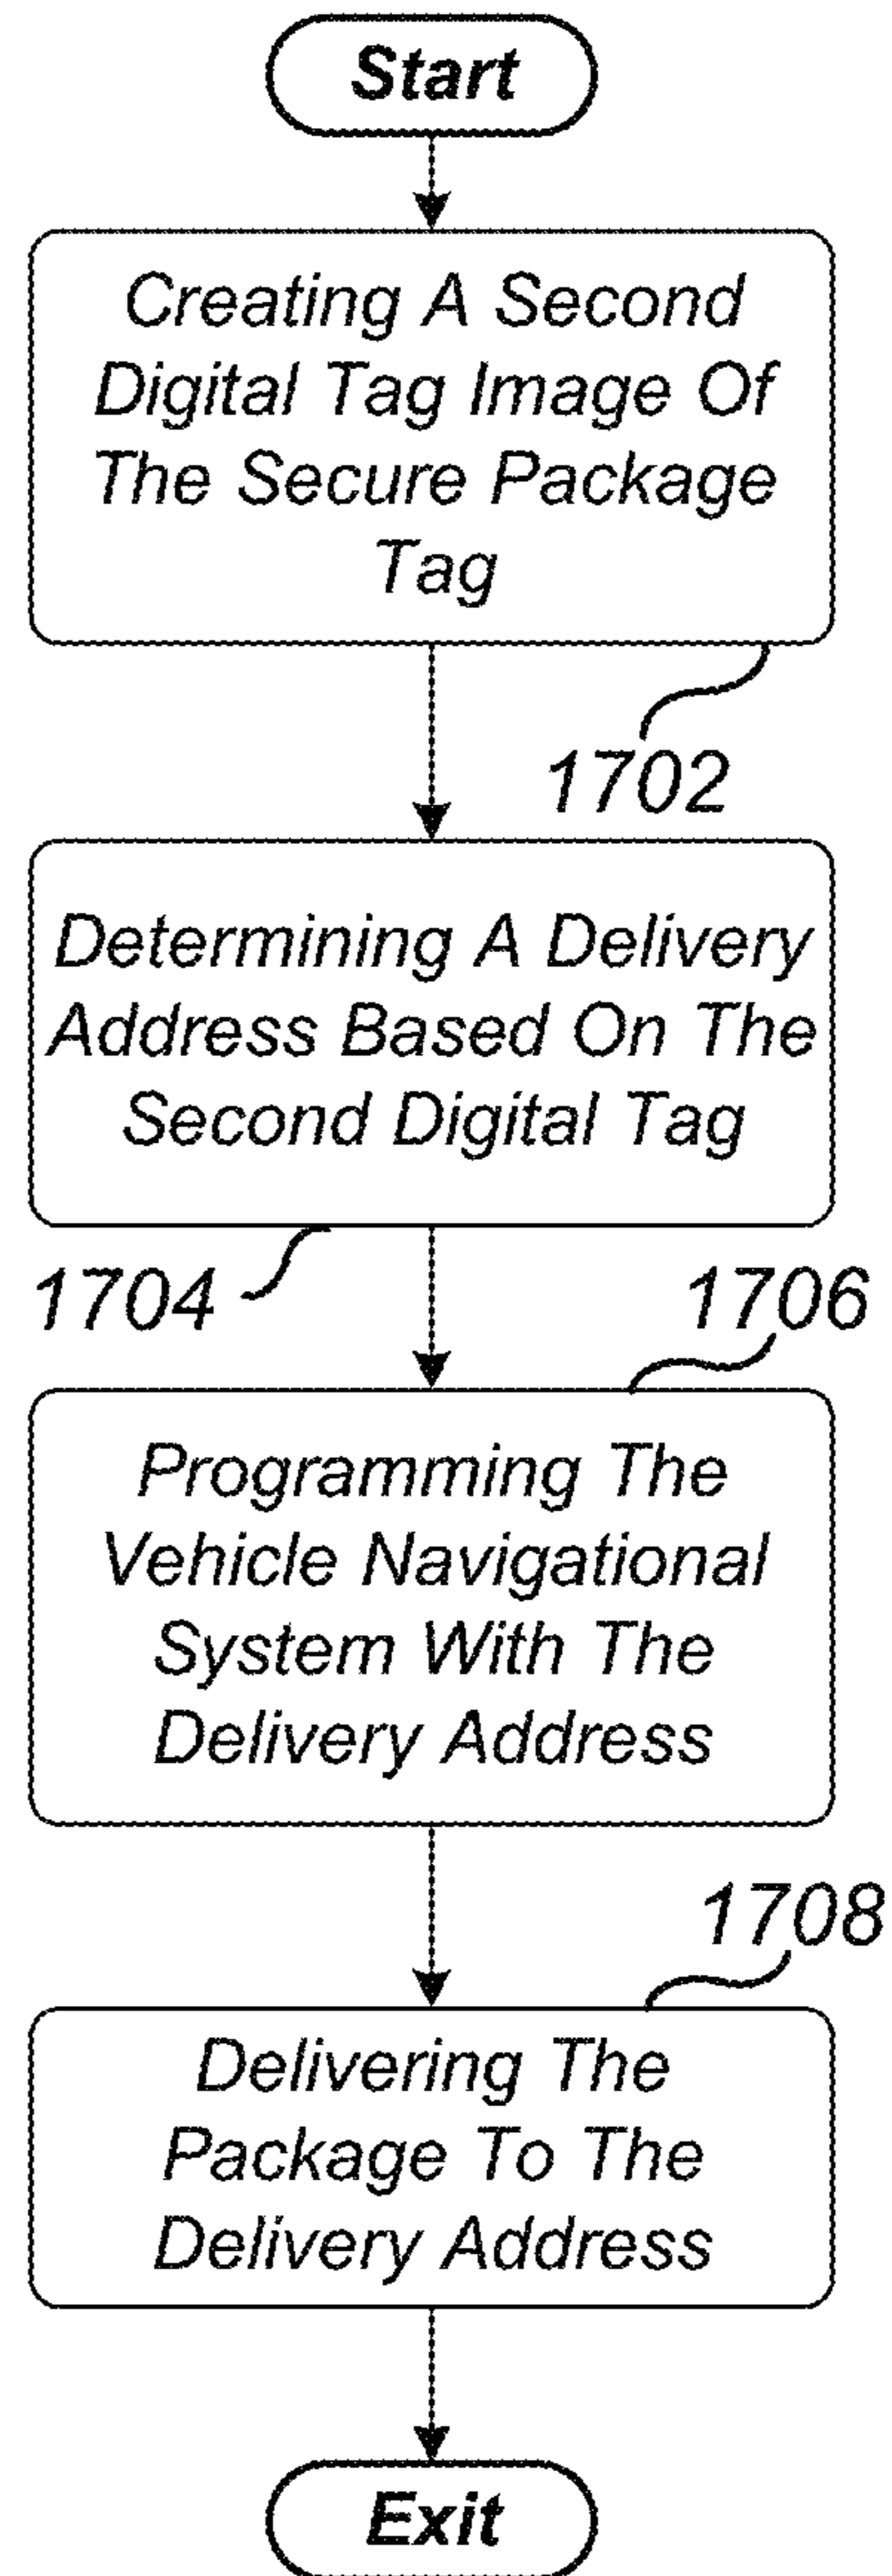 Start
Creating A Second
Digital Tag Image Of
The Secure Package
Tag
1702
Determining A Delivery
Address Based On The
Second Digital Tag
1704
1706
Programming The
Vehicle Navigational
System With The
Delivery Address
1708
Delivering The
Package To The
Delivery Address
Exit